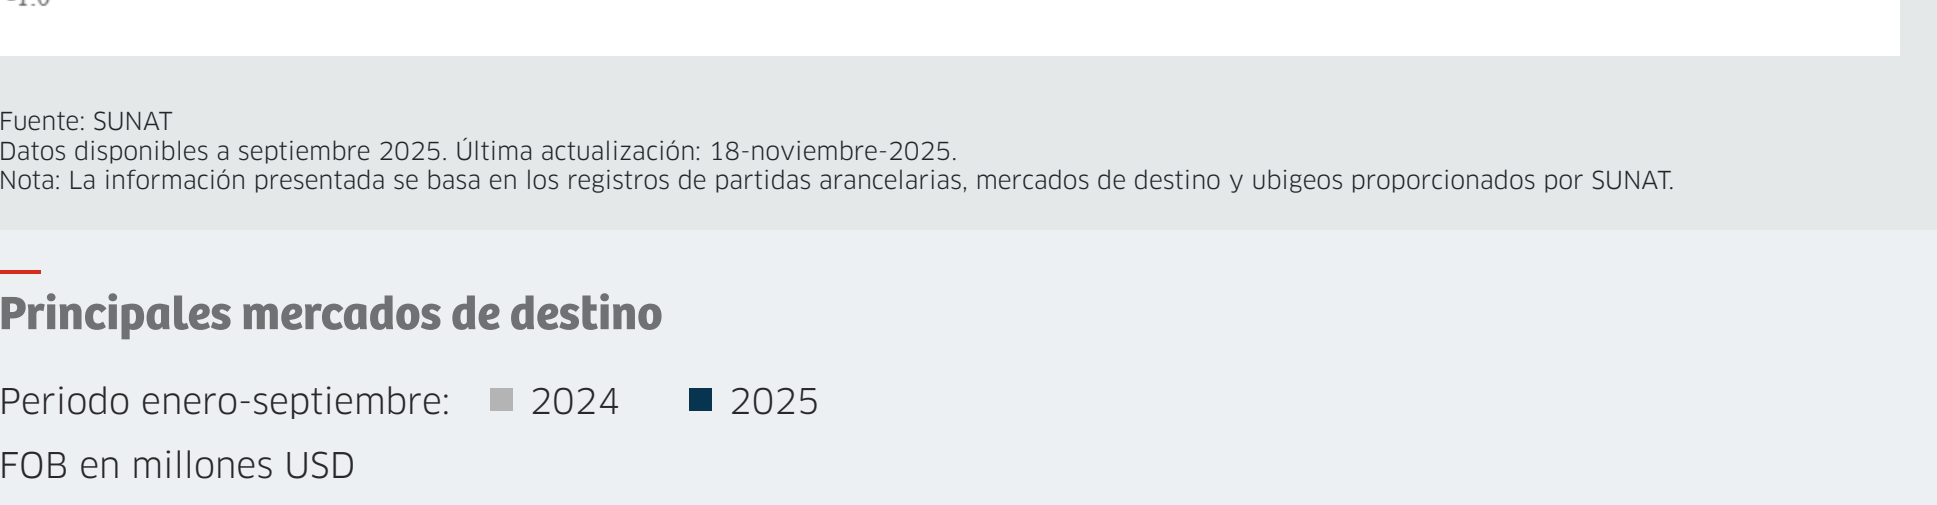 Fuente: SUNAT
Datos disponibles a septiembre 2025. Última actualización: 18-noviembre-2025.
Nota: La información presentada se basa en los registros de partidas arancelarias, mercados de destino y ubigeos proporcionados por SUNAT.
Principales mercados de destino
Periodo enero-septiembre: 2024 2025
FOB en millones USD